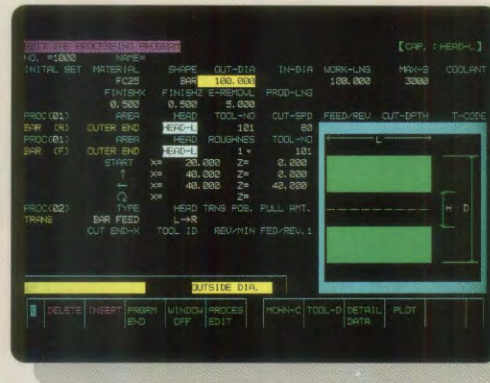 EDIT THE PROCESSING PROGRAM 【CAP. :HEAD-L】
NO. =1000 NAME=
INITAL SET MATERIAL SHAPE OUT-DIA IN-DIA WORK-LNG MAX-S COOLANT
FC25 BAR 100.000 100.000 3000
FINISHX FINISHZ E-REMOVL PROD-LNG
0.500 0.500 5.000
PROC(01) AREA HEAD TOOL-NO CUT-SPD FEED/REV CUT-DPTH T-CODE
BAR (R) OUTER END HEAD-L 101 80
PROC(01) AREA HEAD ROUGHNES TOOL-NO
BAR (F) OUTER END HEAD-L 1 101
START X= 20.000 Z= 0.000
↑ X= 40.000 Z= 0.000
← X= 40.000 Z= 40.000
X= Z=
PROC(02) TYPE HEAD TRNS POS. PULL AMT.
TRANS BAR FEED L→R
CUT END-X TOOL ID REV/MIN FED/REV.1
L
H D
OUTSIDE DIA.
DELETE INSERT PRGRM END WINDOW OFF PROCES EDIT MCHN-C TOOL-D DETAIL DATA PLOT